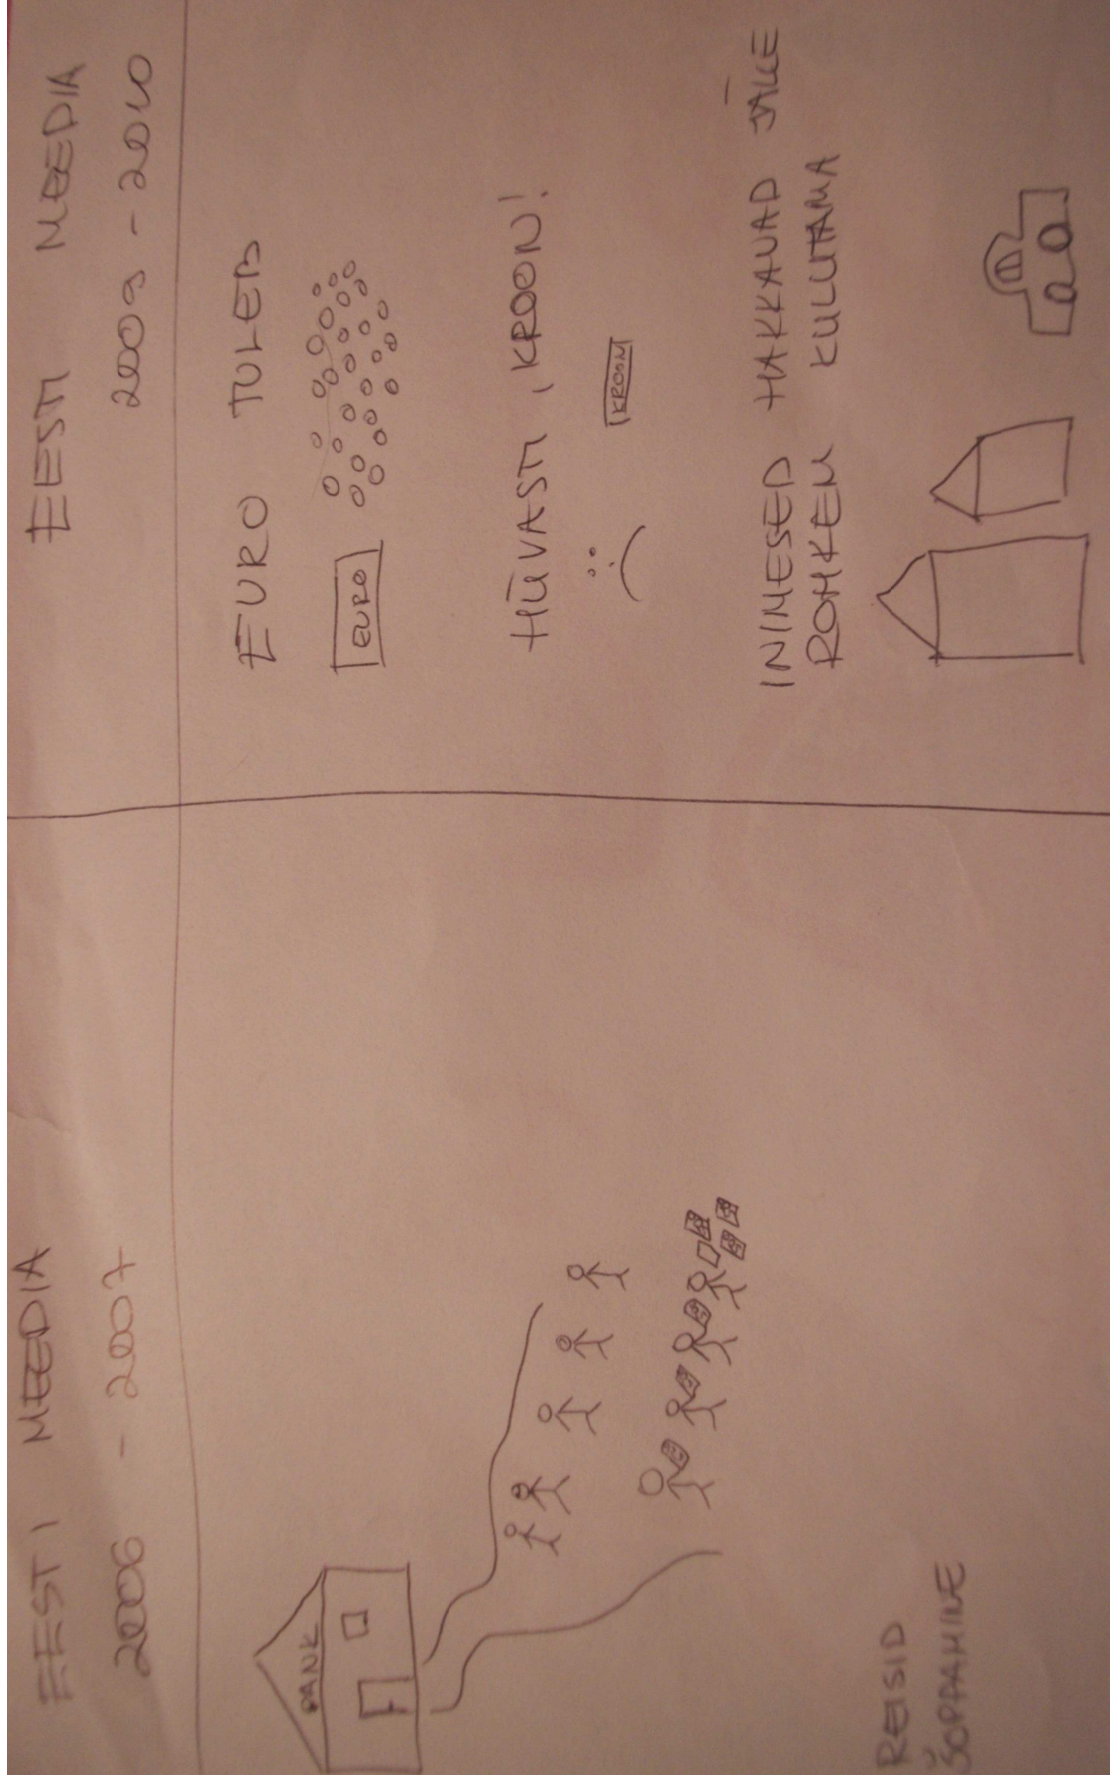 EESTI MEEDIA
2006 - 2007
PANK
REISID
ŠOPPAMINE
EESTI MEEDIA
2009 - 2010
EURO TULEB
EURO
HÜVASTI, KROON!
KROON
INIMESED HAKKAVAD JÄLLE
ROHKEM KULUTAMA